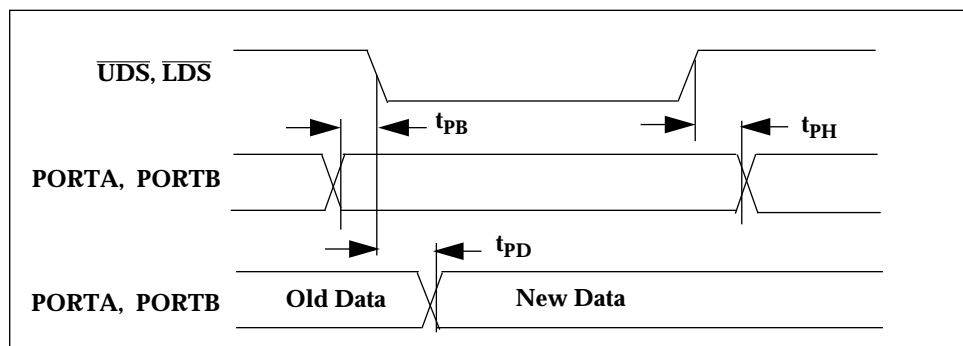 UDS, LDS
tPB
tPH
PORTA, PORTB
tPD
PORTA, PORTB Old Data New Data